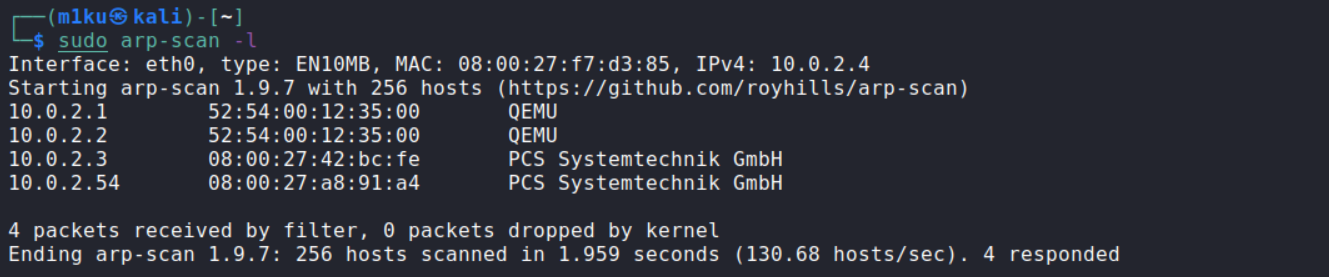 ┌──(m1ku㉿kali)-[~]
└─$ sudo arp-scan -l
Interface: eth0, type: EN10MB, MAC: 08:00:27:f7:d3:85, IPv4: 10.0.2.4
Starting arp-scan 1.9.7 with 256 hosts (https://github.com/royhills/arp-scan)
10.0.2.1 52:54:00:12:35:00 QEMU
10.0.2.2 52:54:00:12:35:00 QEMU
10.0.2.3 08:00:27:42:bc:fe PCS Systemtechnik GmbH
10.0.2.54 08:00:27:a8:91:a4 PCS Systemtechnik GmbH
4 packets received by filter, 0 packets dropped by kernel
Ending arp-scan 1.9.7: 256 hosts scanned in 1.959 seconds (130.68 hosts/sec). 4 responded